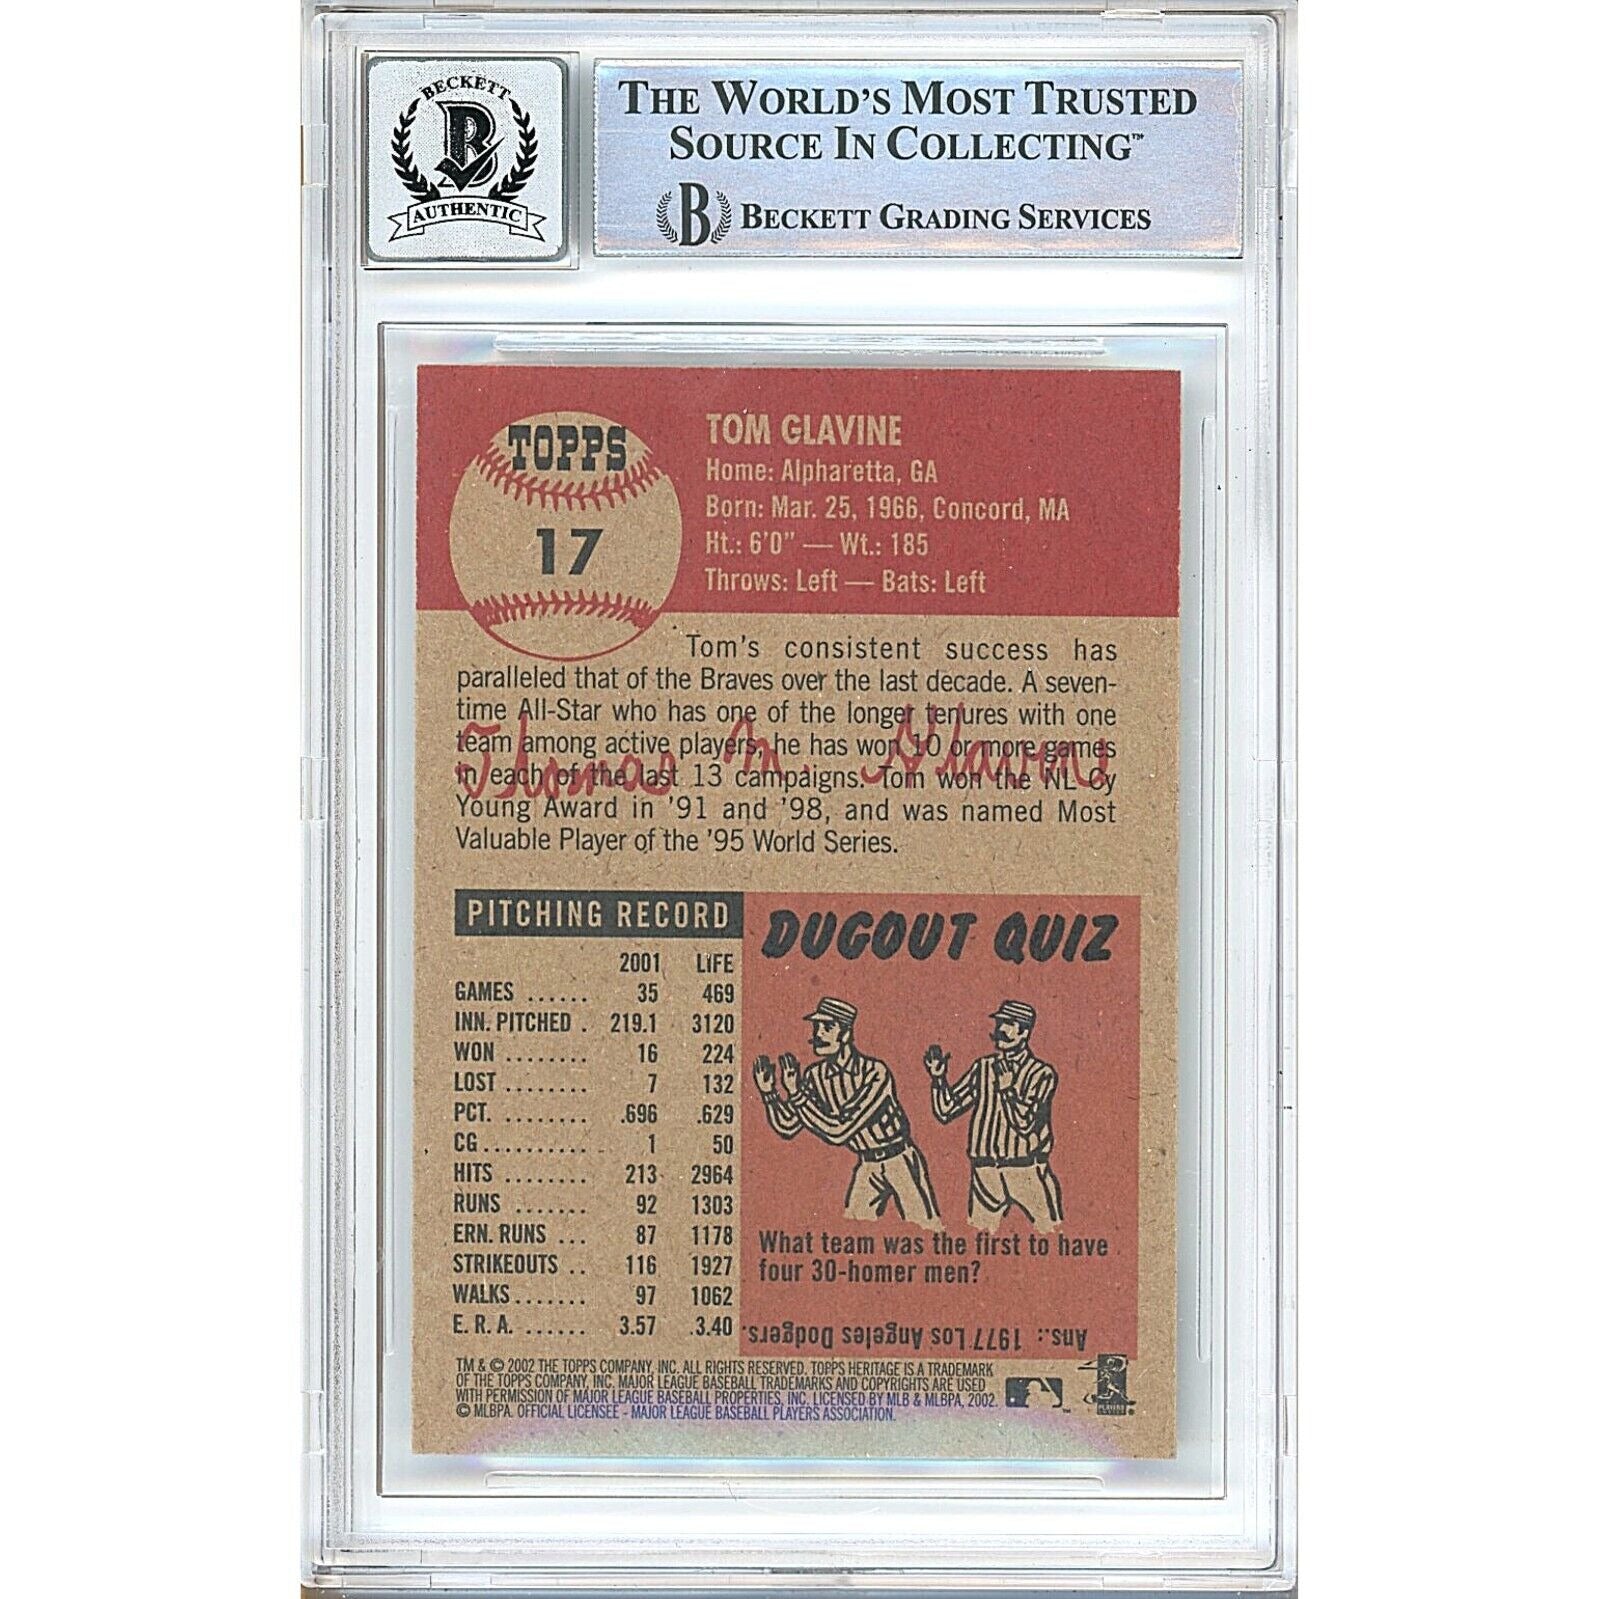 BECKETT
B
AUTHENTIC
THE WORLD'S MOST TRUSTED
SOURCE IN COLLECTING™
B BECKETT GRADING SERVICES
TOPPS
17
TOM GLAVINE
Home: Alpharetta, GA
Born: Mar. 25, 1966, Concord, MA
Ht.: 6'0" — Wt.: 185
Throws: Left — Bats: Left
Tom's consistent success has
paralleled that of the Braves over the last decade. A seven-
time All-Star who has one of the longer tenures with one
team among active players, he has won 10 or more games
in each of the last 13 campaigns. Tom won the NL Cy
Young Award in '91 and '98, and was named Most
Valuable Player of the '95 World Series.
Thomas M. Glavine
PITCHING RECORD
2001 LIFE
GAMES ...... 35 469
INN. PITCHED . 219.1 3120
WON ........ 16 224
LOST ........ 7 132
PCT. ........ .696 .629
CG.......... 1 50
HITS ........ 213 2964
RUNS ....... 92 1303
ERN. RUNS ... 87 1178
STRIKEOUTS .. 116 1927
WALKS....... 97 1062
E. R. A. ...... 3.57 3.40
DUGOUT QUIZ
What team was the first to have
four 30-homer men?
Ans.: 1977 Los Angeles Dodgers.
TM & © 2002 THE TOPPS COMPANY, INC. ALL RIGHTS RESERVED. TOPPS HERITAGE IS A TRADEMARK
OF THE TOPPS COMPANY, INC. MAJOR LEAGUE BASEBALL TRADEMARKS AND COPYRIGHTS ARE USED
WITH PERMISSION OF MAJOR LEAGUE BASEBALL PROPERTIES, INC. LICENSED BY MLB & MLBPA, 2002.
© MLBPA. OFFICIAL LICENSEE - MAJOR LEAGUE BASEBALL PLAYERS ASSOCIATION.